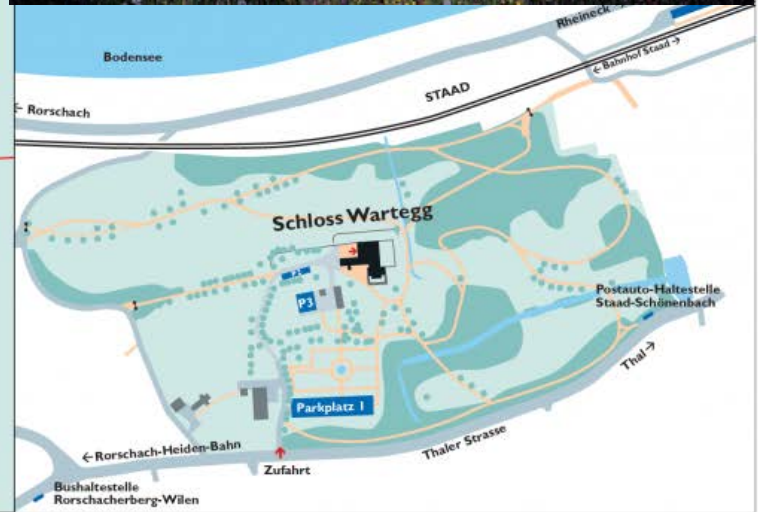 Rheineck
Bodensee
← Bahnhof Staad →
STAAD
← Rorschach
Schloss Wartegg
2
P3
Postauto-Haltestelle
Staad-Schönenbach
Thal →
Parkplatz 1
← Rorschach-Heiden-Bahn
Thaler Strasse
Zufahrt
Bushaltestelle
Rorschacherberg-Wilen